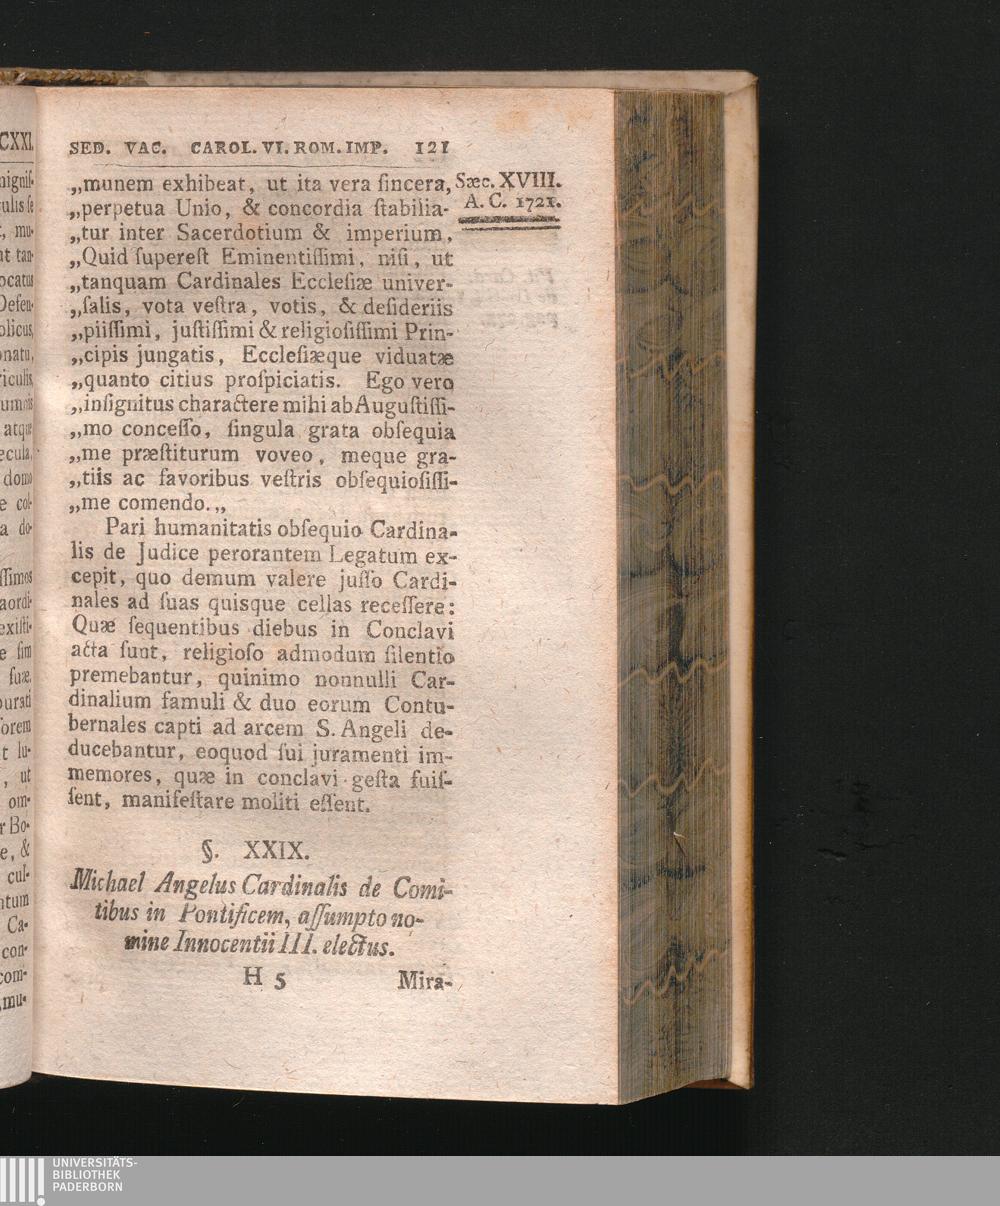 SED. VAC. CAROL. VI. ROM. IMP. 121
Sæc. XVIII.
A. C. 1721.
„munem exhibeat, ut ita vera ſincera,
„perpetua Unio, & concordia ſtabilia-
„tur inter Sacerdotium & imperium,
„Quid ſupereſt Eminentiſſimi, niſi, ut
„tanquam Cardinales Eccleſiæ univer-
„ſalis, vota veſtra, votis, & deſideriis
„piiſſimi, juſtiſſimi & religioſiſſimi Prin-
„cipis jungatis, Eccleſiæque viduatæ
„quanto citius proſpiciatis. Ego vero
„inſignitus charactere mihi ab Auguſtiſſi-
„mo conceſſo, ſingula grata obſequia
„me præſtiturum voveo, meque gra-
„tiis ac favoribus veſtris obſequioſiſſi-
„me comendo.„
Pari humanitatis obſequio Cardina-
lis de Judice perorantem Legatum ex-
cepit, quo demum valere juſſo Cardi-
nales ad ſuas quisque cellas receſſere:
Quæ ſequentibus diebus in Conclavi
acta ſunt, religioſo admodum ſilentio
premebantur, quinimo nonnulli Car-
dinalium famuli & duo eorum Contu-
bernales capti ad arcem S. Angeli de-
ducebantur, eoquod ſui juramenti im-
memores, quæ in conclavi geſta fuiſ-
ſent, manifeſtare moliti eſſent.
§. XXIX.
Michael Angelus Cardinalis de Comi-
tibus in Pontificem, aſſumpto no-
mine Innocentii III. electus.
H 5 Mira-
UNIVERSITÄTS-
BIBLIOTHEK
PADERBORN